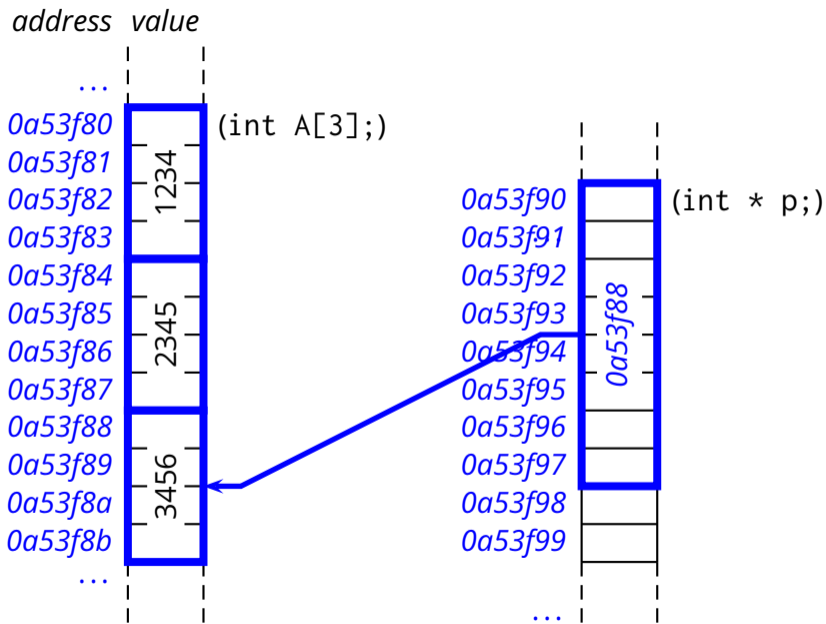 address value
...
0a53f80 (int A[3];)
0a53f81
0a53f82
0a53f83
1234
0a53f84
0a53f85
0a53f86
0a53f87
2345
0a53f88
0a53f89
0a53f8a
0a53f8b
3456
...
0a53f90 (int * p;)
0a53f91
0a53f92
0a53f93
0a53f94
0a53f95
0a53f96
0a53f97
0a53f88
0a53f98
0a53f99
...